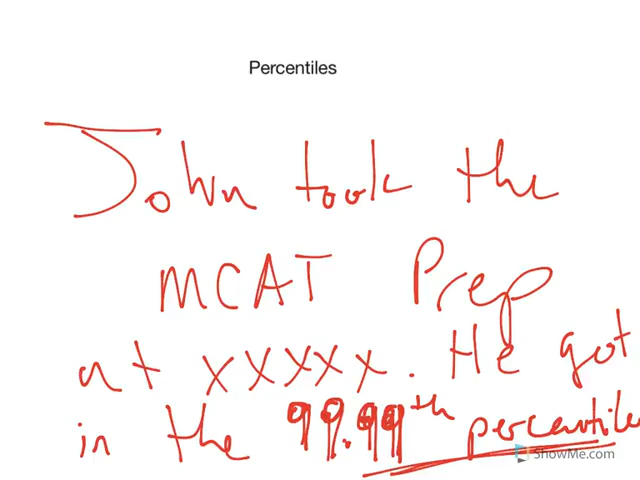 Percentiles
John took the
MCAT Prep
at xxxxx. He got
in the 99.99th percentile
ShowMe.com